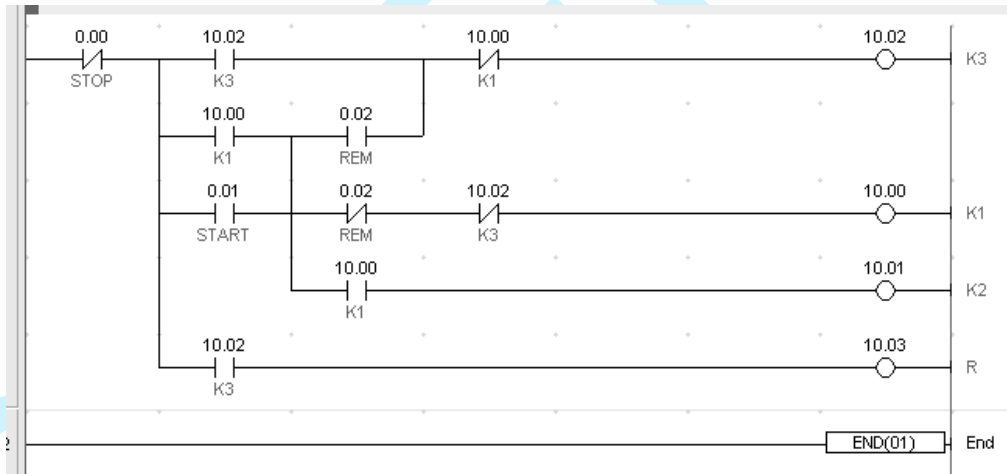 0.00 10.02 10.00 10.02
STOP K3 K1 K3
10.00 0.02
K1 REM
0.01 0.02 10.02 10.00
START REM K3 K1
10.00 10.01
K1 K2
10.02 10.03
K3 R
END(01) End